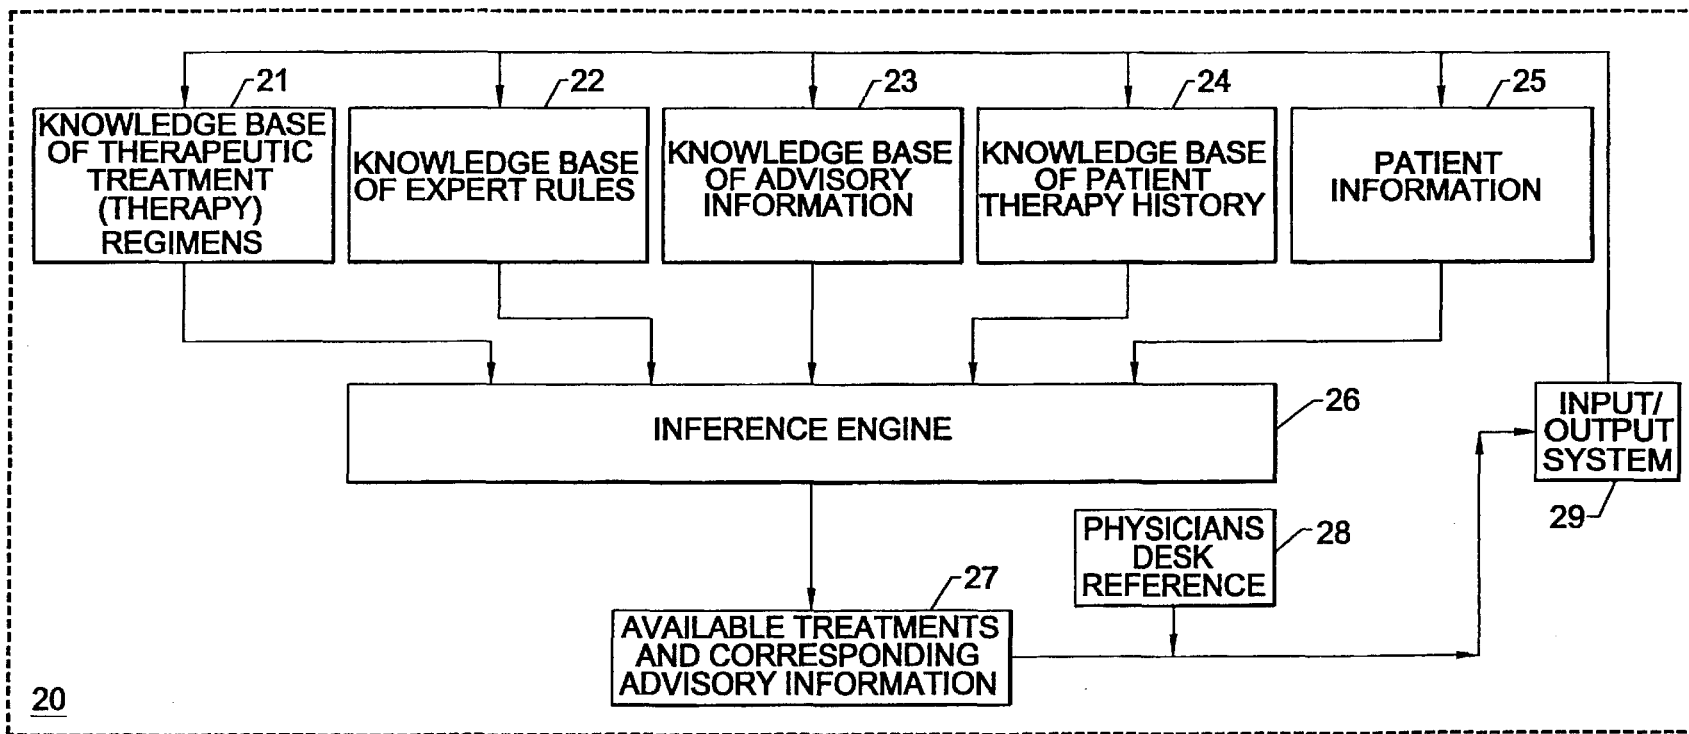 21
22
23
24
25
KNOWLEDGE BASE
OF THERAPEUTIC
TREATMENT
(THERAPY)
REGIMENS
KNOWLEDGE BASE
OF EXPERT RULES
KNOWLEDGE BASE
OF ADVISORY
INFORMATION
KNOWLEDGE BASE
OF PATIENT
THERAPY HISTORY
PATIENT
INFORMATION
INFERENCE ENGINE
26
INPUT/
OUTPUT
SYSTEM
29
PHYSICIANS
DESK
REFERENCE
28
27
AVAILABLE TREATMENTS
AND CORRESPONDING
ADVISORY INFORMATION
20